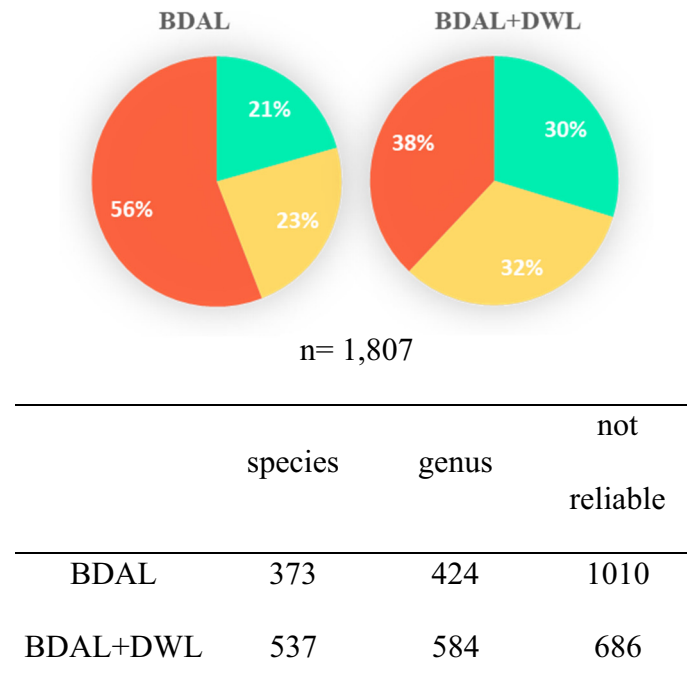 BDAL BDAL+DWL
21% 30%
38%
56% 23%
32%
n= 1,807
not
species genus
reliable
BDAL 373 424 1010
BDAL+DWL 537 584 686